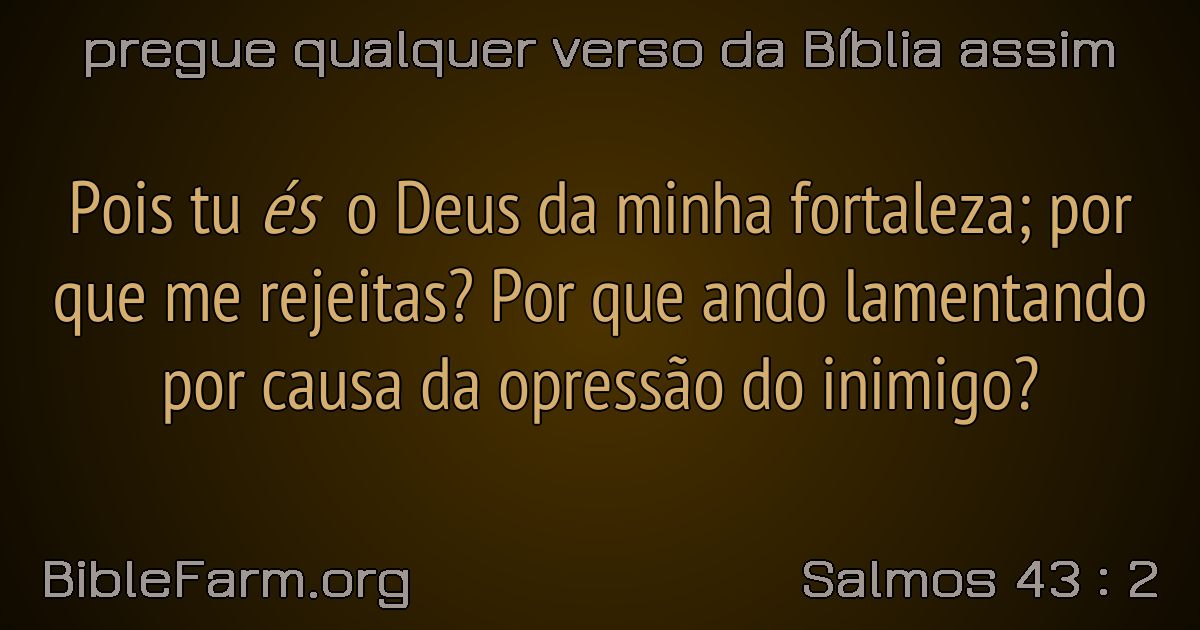 pregue qualquer verso da Bíblia assim
Pois tu és o Deus da minha fortaleza; por
que me rejeitas? Por que ando lamentando
por causa da opressão do inimigo?
BibleFarm.org
Salmos 43 : 2